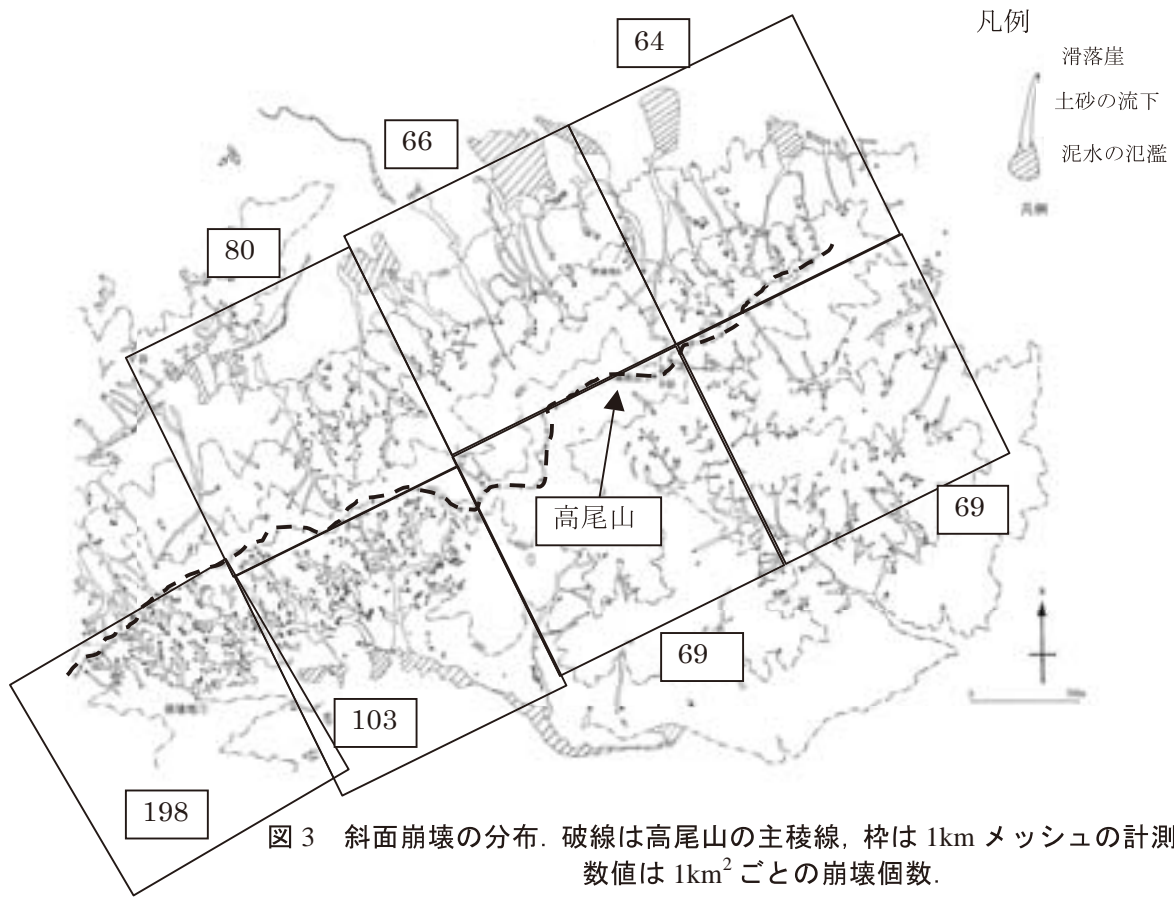 凡例
64
滑落崖
土砂の流下
66
泥水の氾濫
凡例
80
高尾山
69
69
103
198
図 3 斜面崩壊の分布. 破線は高尾山の主稜線, 枠は 1km メッシュの計測
数値は 1km² ごとの崩壊個数.